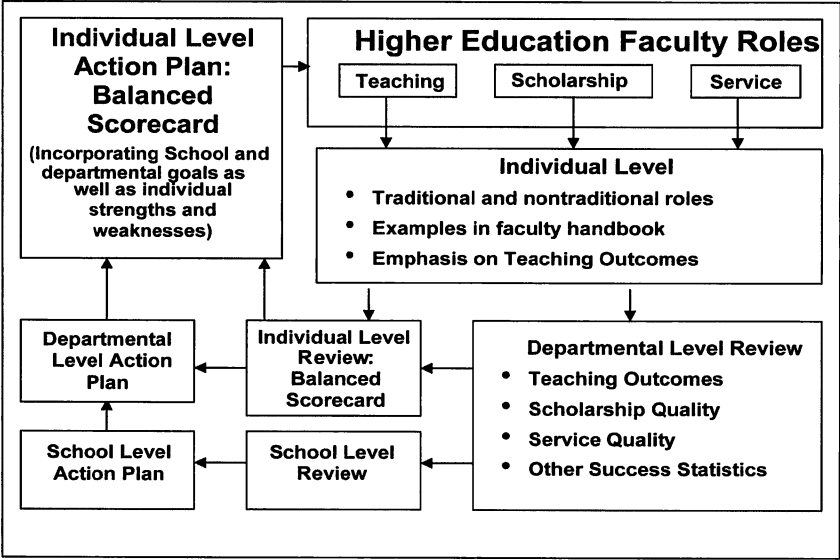 Individual Level
Action Plan:
Balanced
Scorecard
(Incorporating School and
departmental goals as
well as individual
strengths and
weaknesses)
Higher Education Faculty Roles
Teaching
Scholarship
Service
Individual Level
• Traditional and nontraditional roles
• Examples in faculty handbook
• Emphasis on Teaching Outcomes
Departmental
Level Action
Plan
Individual Level
Review:
Balanced
Scorecard
Departmental Level Review
• Teaching Outcomes
• Scholarship Quality
• Service Quality
• Other Success Statistics
School Level
Action Plan
School Level
Review